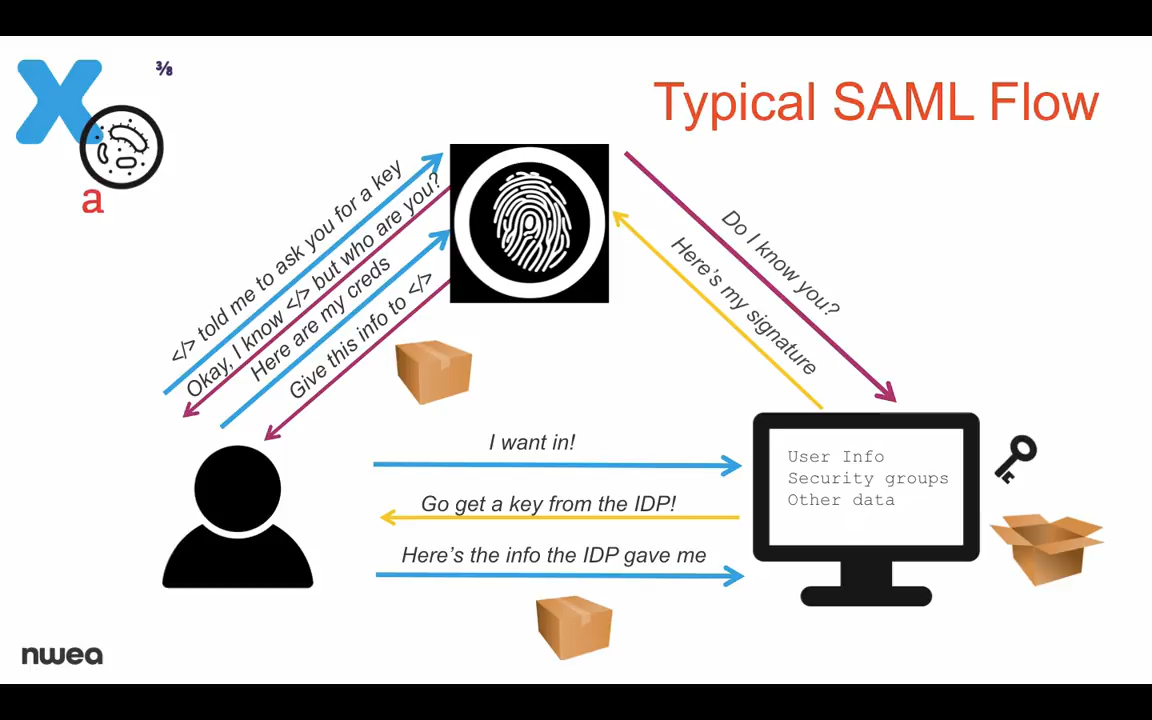 X
⅜
a
Typical SAML Flow
</> told me to ask you for a key
Okay, I know </> but who are you?
Here are my creds
Give this info to </>
Do I know you?
Here's my signature
I want in!
Go get a key from the IDP!
Here's the info the IDP gave me
User Info
Security groups
Other data
nwea